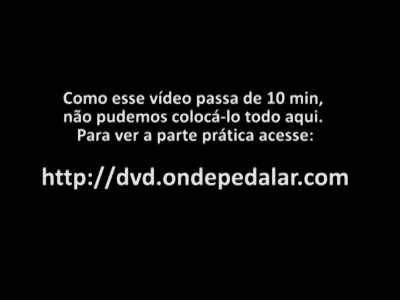 Como esse vídeo passa de 10 min,
não pudemos colocá-lo todo aqui.
Para ver a parte prática acesse:
http://dvd.ondepedalar.com